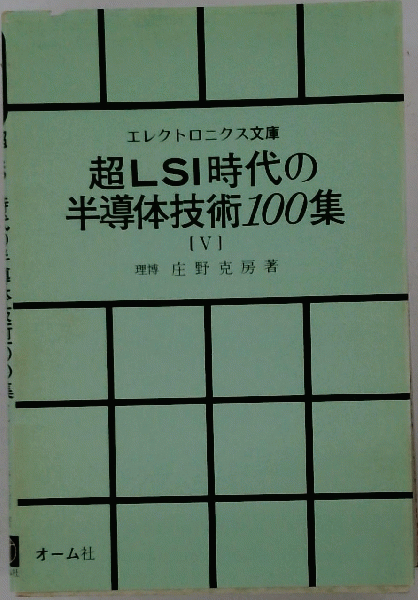 エレクトロニクス文庫
超LSI時代の
半導体技術100集
[V]
理博 庄野克房著
オーム社